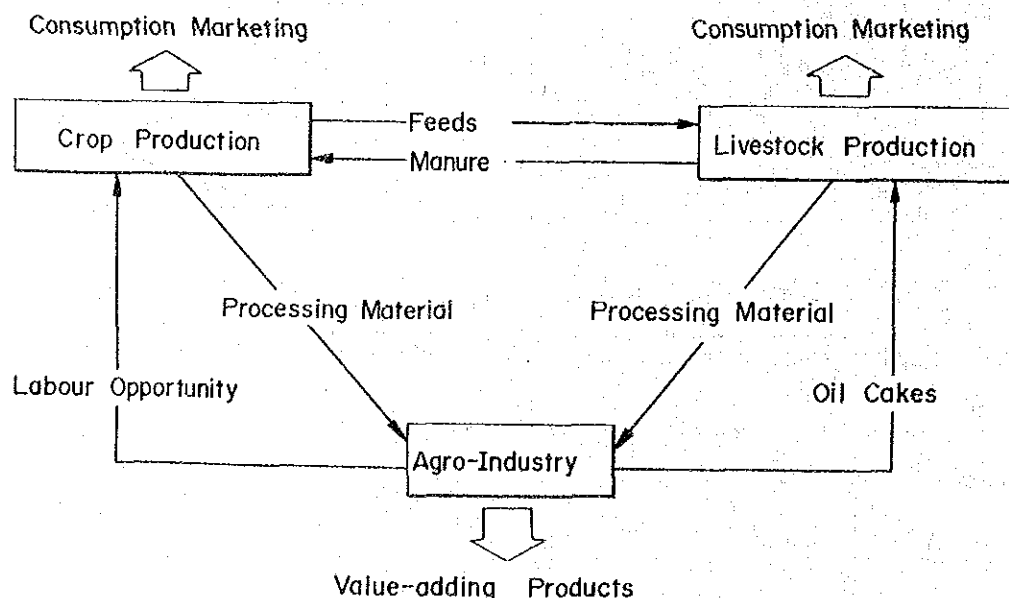 Consumption Marketing
Consumption Marketing
Crop Production
Feeds
Manure
Livestock Production
Processing Material
Processing Material
Labour Opportunity
Oil Cakes
Agro-Industry
Value-adding Products